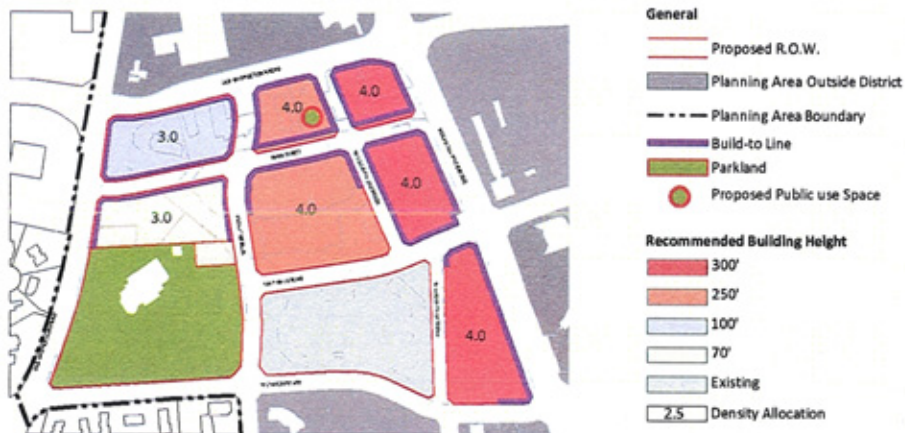 General
Proposed R.O.W.
Planning Area Outside District
Planning Area Boundary
Build-to Line
Parkland
Proposed Public use Space
Recommended Building Height
300'
250'
100'
70'
Existing
2.5 Density Allocation
3.0
4.0
4.0
3.0
4.0
4.0
4.0